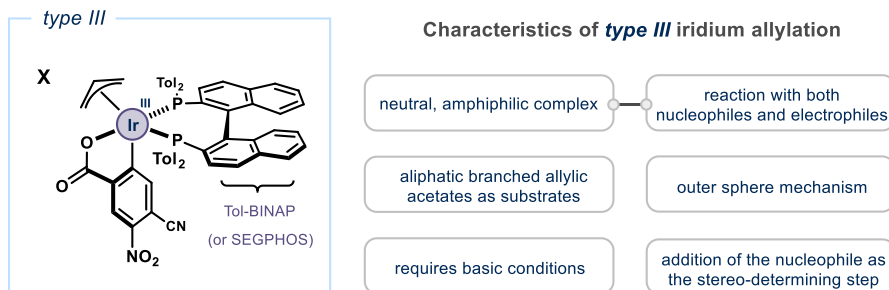 type III
Characteristics of type III iridium allylation
X
III
Ir
Tol2
P
P
Tol2
O
O
CN
NO2
Tol-BINAP
(or SEGPHOS)
neutral, amphiphilic complex
reaction with both
nucleophiles and electrophiles
aliphatic branched allylic
acetates as substrates
outer sphere mechanism
requires basic conditions
addition of the nucleophile as
the stereo-determining step